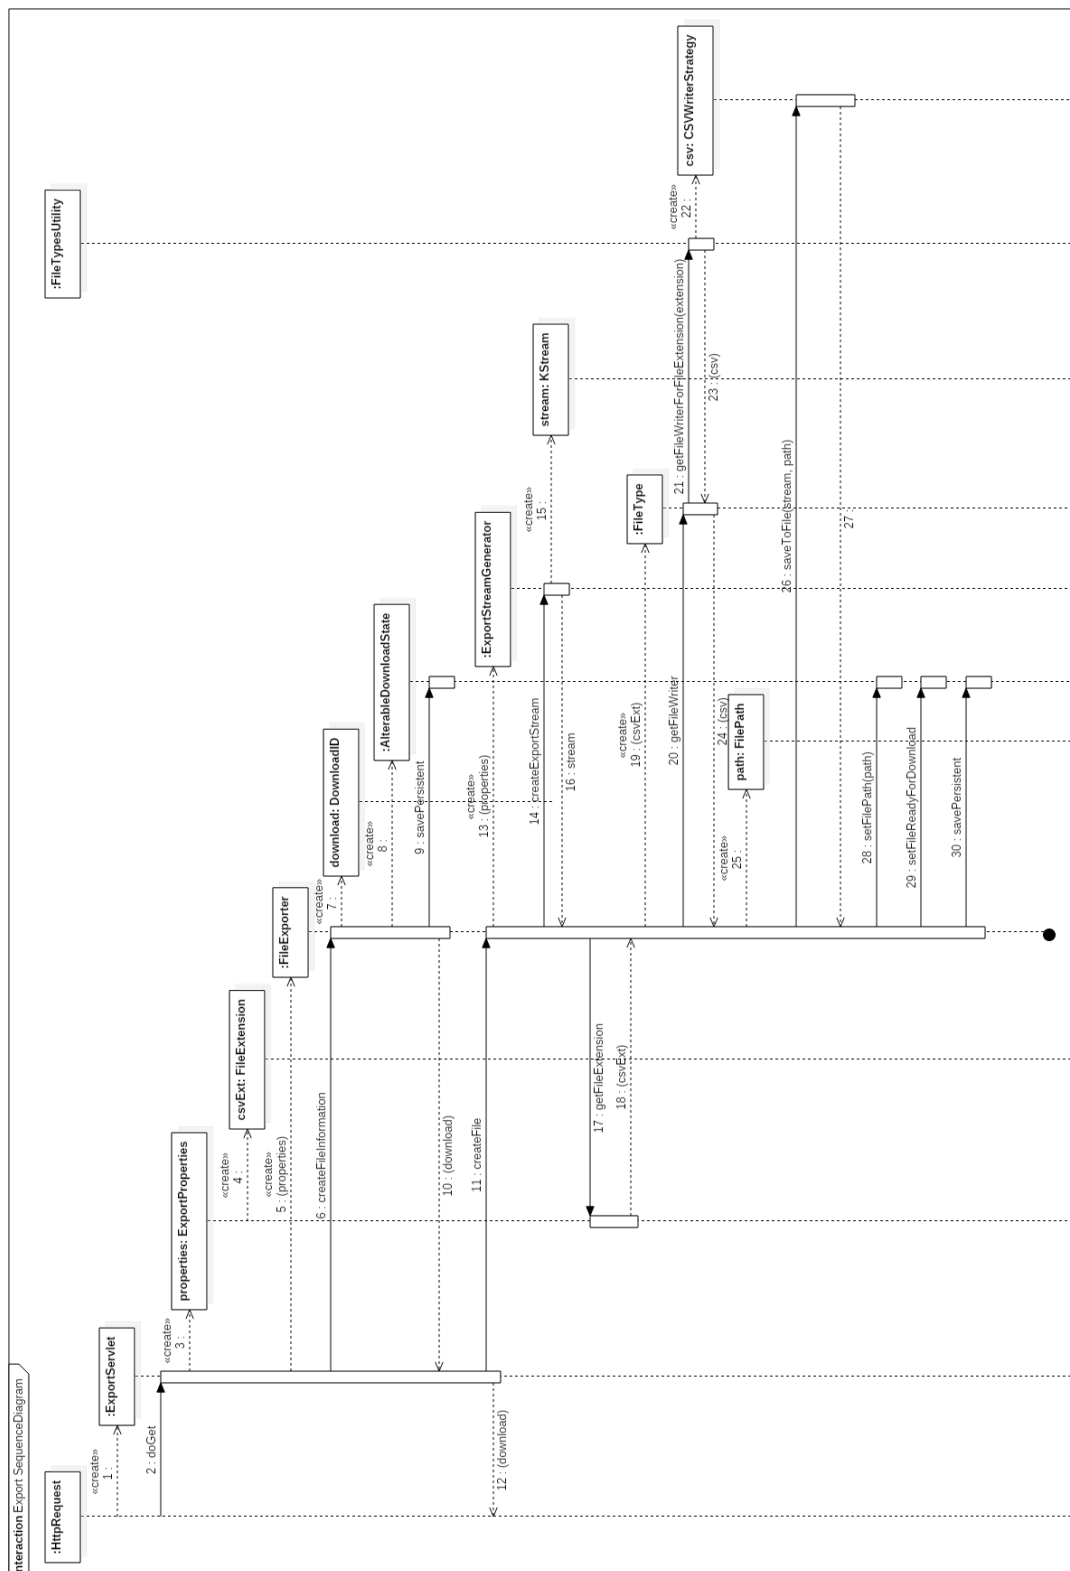 nteraction Export SequenceDiagram
:HttpRequest
:ExportServlet
properties: ExportProperties
csvExt: FileExtension
:FileExporter
download: DownloadID
:AlterableDownloadState
:ExportStreamGenerator
stream: KStream
:FileType
path: FilePath
:FileTypesUtility
csv: CSVWriterStrategy
«create»
1 :
2 : doGet
«create»
3 :
«create»
4 :
«create»
5 : (properties)
6 : createFileInformation
«create»
7 :
«create»
8 :
9 : savePersistent
10 : (download)
11 : createFile
12 : (download)
«create»
13 : (properties)
14 : createExportStream
«create»
15 :
16 : stream
17 : getFileExtension
18 : (csvExt)
«create»
19 : (csvExt)
20 : getFileWriter
21 : getFileWriterForFileExtension(extension)
«create»
22 :
23 : (csv)
24 : (csv)
«create»
25 :
26 : saveToFile(stream, path)
27 :
28 : setFilePath(path)
29 : setFileReadyForDownload
30 : savePersistent